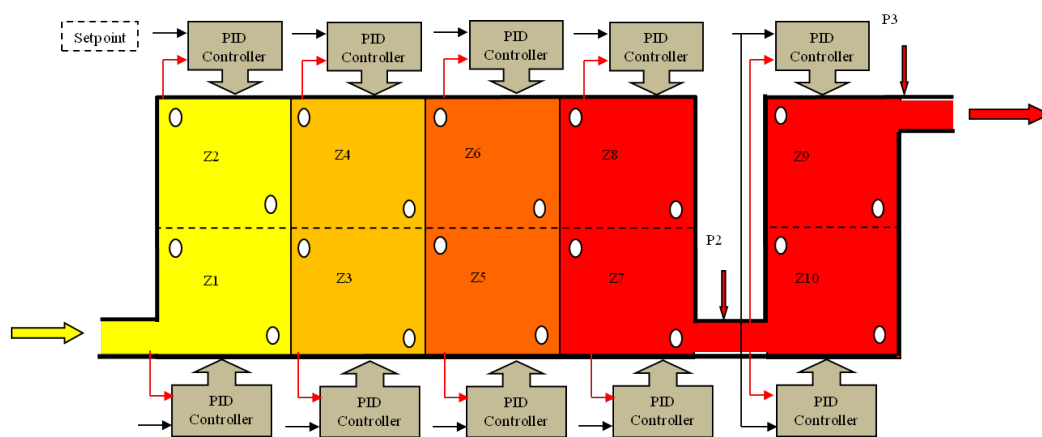 P3
Setpoint
PID
Controller
PID
Controller
PID
Controller
PID
Controller
PID
Controller
Z2
Z4
Z6
Z8
Z9
P2
Z1
Z3
Z5
Z7
Z10
PID
Controller
PID
Controller
PID
Controller
PID
Controller
PID
Controller